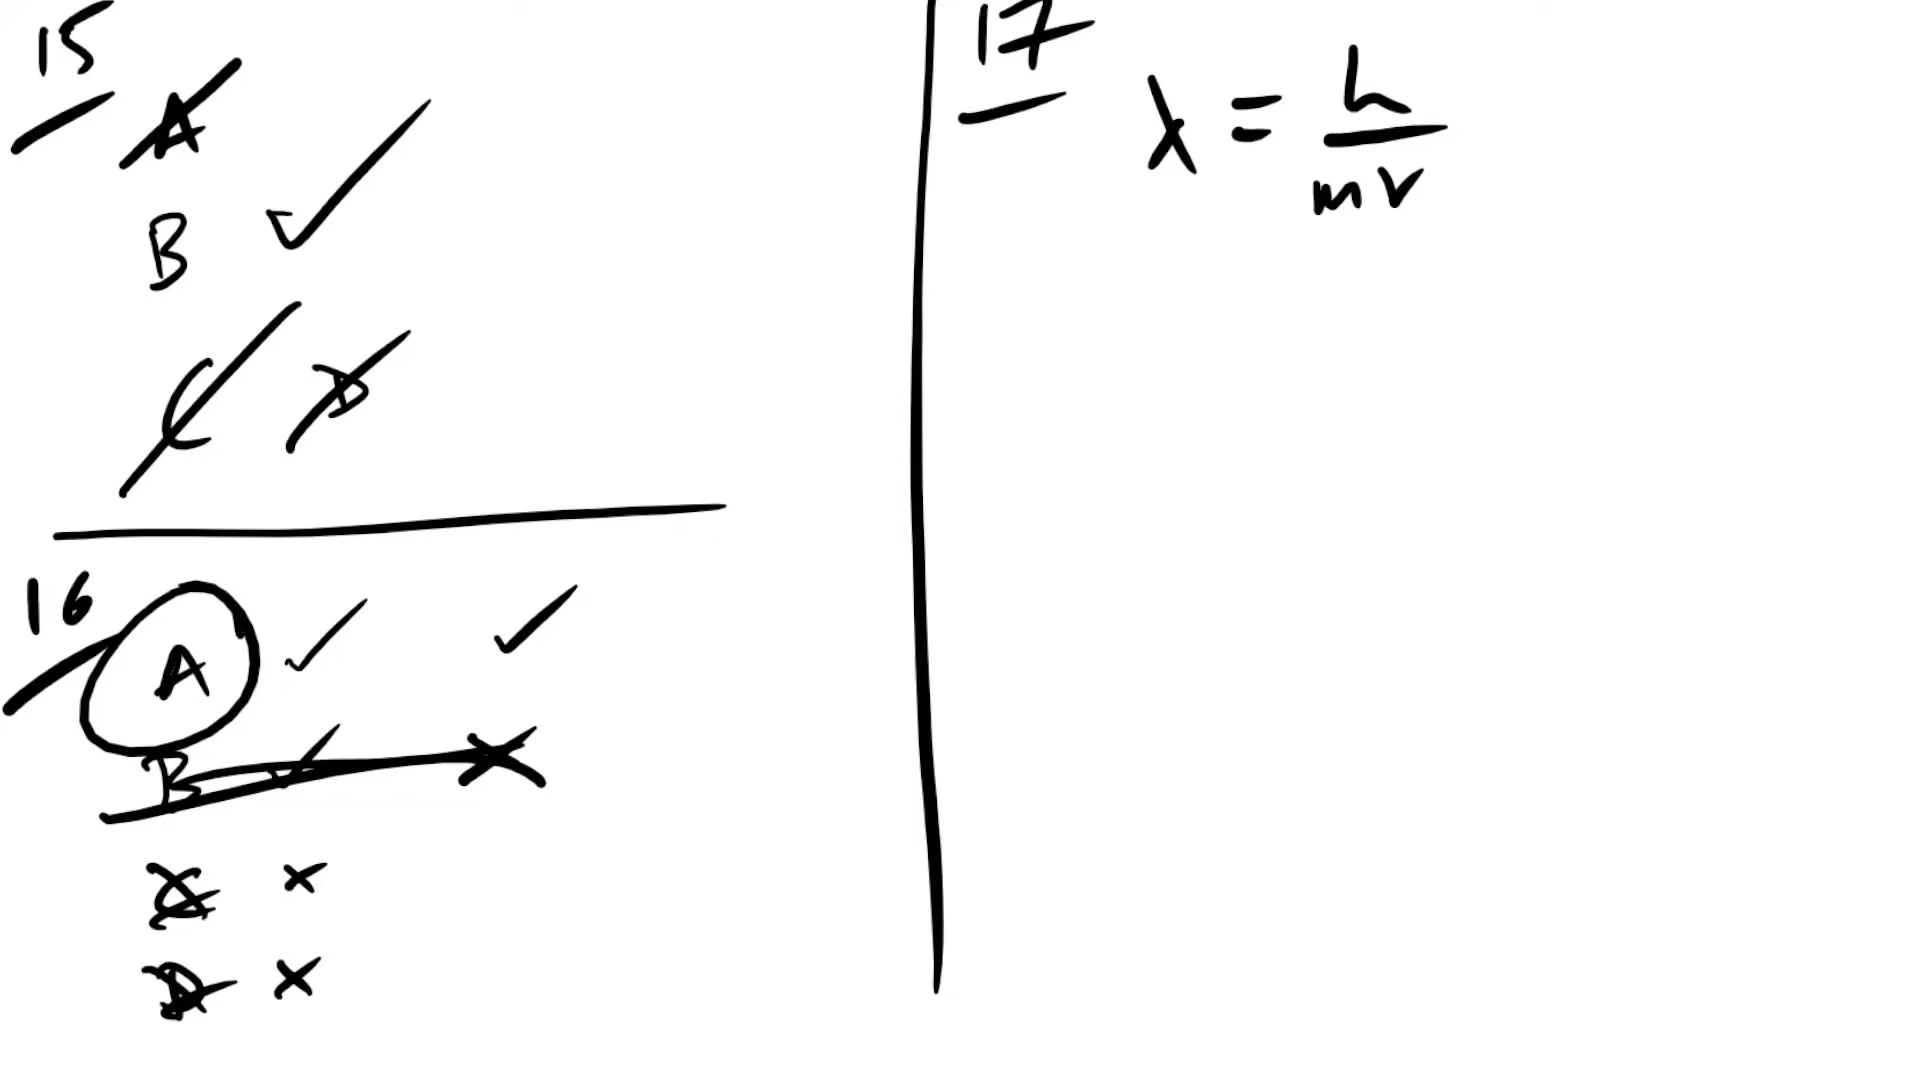 15
A
B ✓
C D
16
A ✓ ✓
B ✓ ×
C ×
D ×
17
λ = h/mv